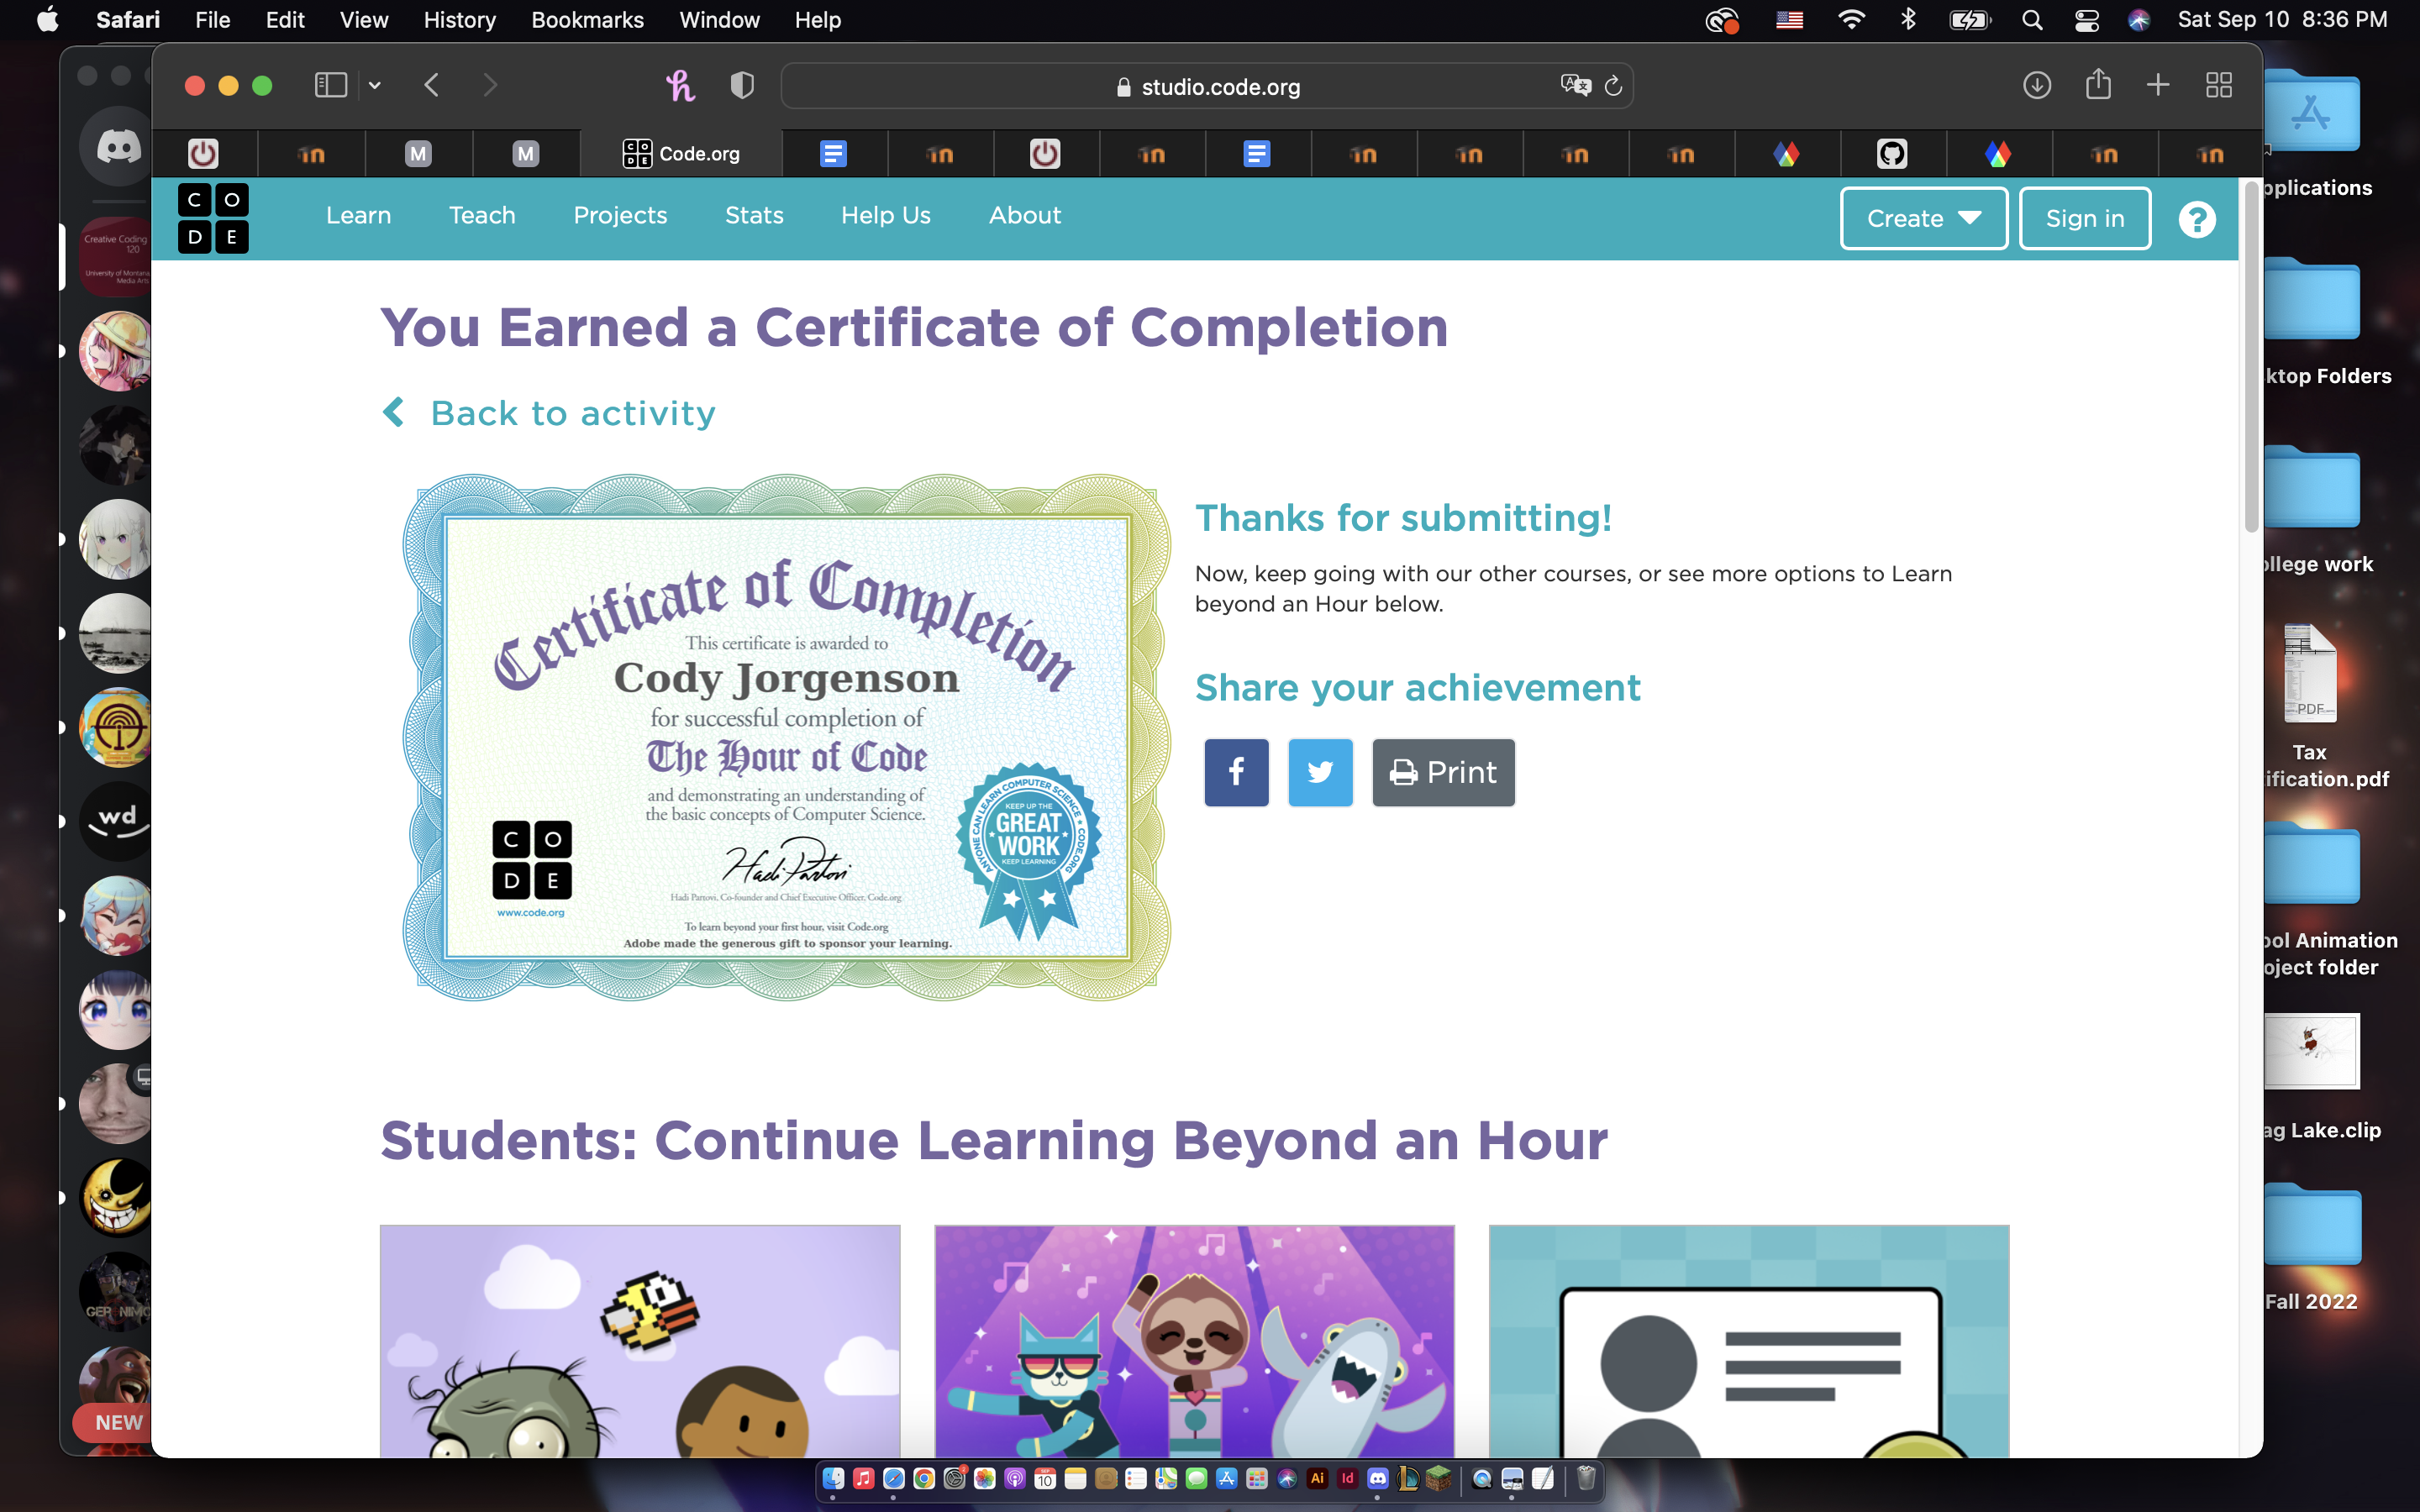 Safari File Edit View History Bookmarks Window Help Sat Sep 10 8:36 PM
studio.code.org
M M Code.org
CODE Learn Teach Projects Stats Help Us About Create Sign in ?
You Earned a Certificate of Completion
Back to activity
Certificate of Completion
This certificate is awarded to
Cody Jorgenson
for successful completion of
The Hour of Code
and demonstrating an understanding of
the basic concepts of Computer Science.
CODE
www.code.org
Hadi Partovi, Co-founder and Chief Executive Officer, Code.org
To learn beyond your first hour, visit Code.org
Adobe made the generous gift to sponsor your learning.
ANYONE CAN LEARN COMPUTER SCIENCE CODE.ORG
KEEP UP THE
GREAT
WORK
KEEP LEARNING
Thanks for submitting!
Now, keep going with our other courses, or see more options to Learn
beyond an Hour below.
Share your achievement
Print
Students: Continue Learning Beyond an Hour
Creative Coding
120
University of Montana
Media Arts
wd
NEW
pplications
ktop Folders
llege work
PDF
Tax
ification.pdf
ool Animation
oject folder
ag Lake.clip
Fall 2022
SEP
10
Ai
Id